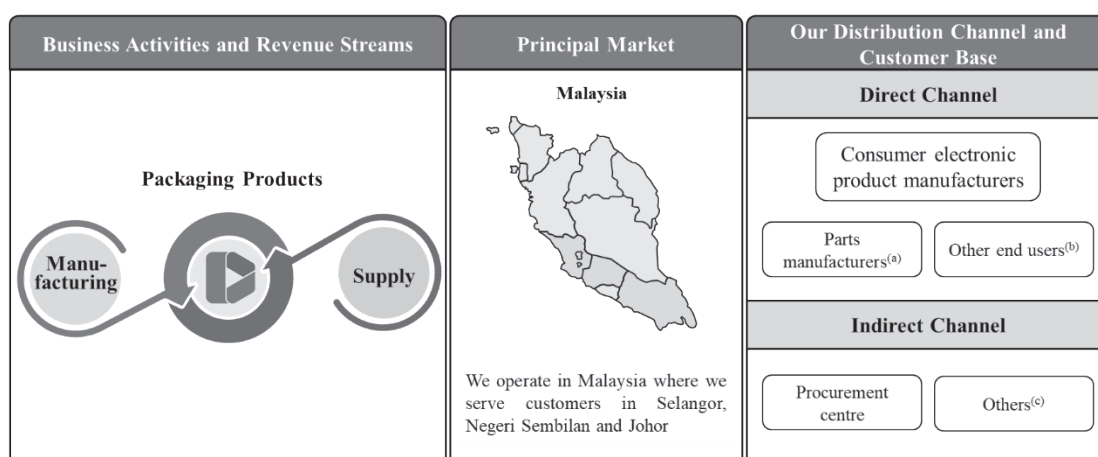 Business Activities and Revenue Streams
Packaging Products
Manu-
facturing
Supply
Principal Market
Malaysia
We operate in Malaysia where we
serve customers in Selangor,
Negeri Sembilan and Johor
Our Distribution Channel and
Customer Base
Direct Channel
Consumer electronic
product manufacturers
Parts
manufacturers(a)
Other end users(b)
Indirect Channel
Procurement
centre
Others(c)